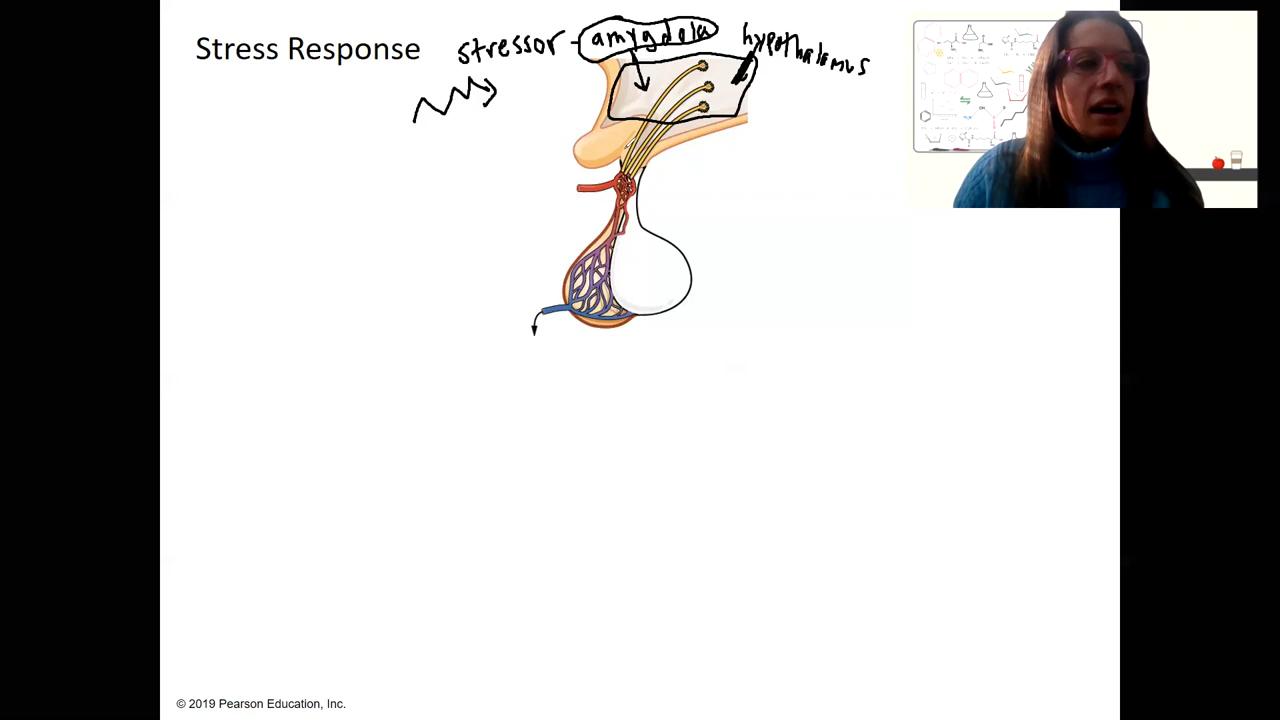 Stress Response
stressor - amygdala
hypothalamus
© 2019 Pearson Education, Inc.